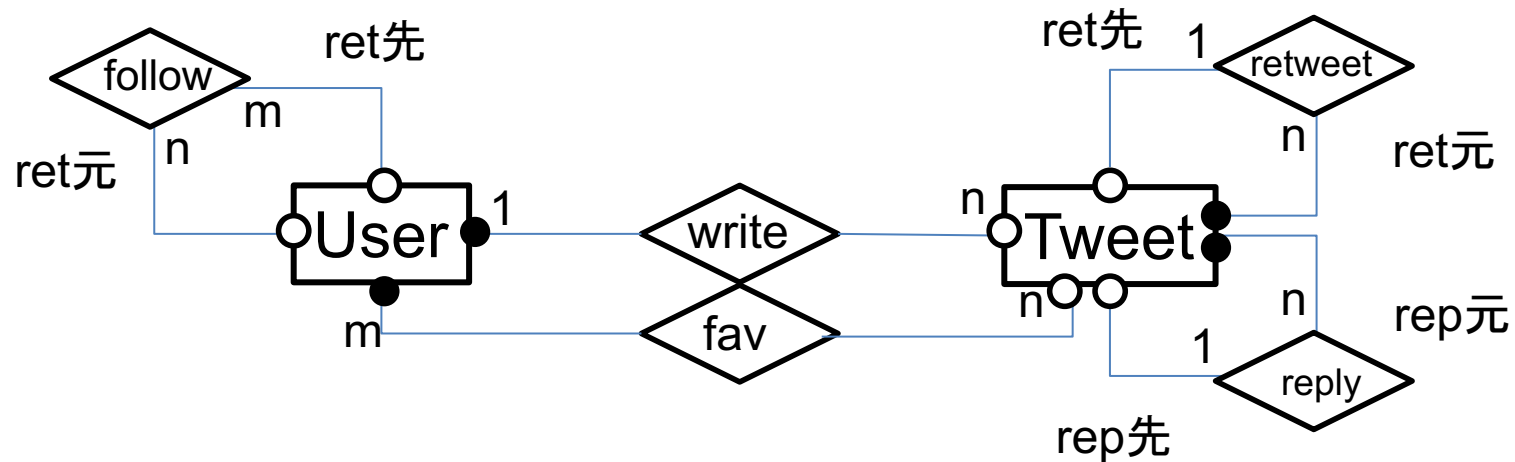 ret先
follow
m
n
ret元
User
1
m
write
fav
n
Tweet
n
ret先
1
retweet
n
ret元
n
rep元
1
reply
rep先